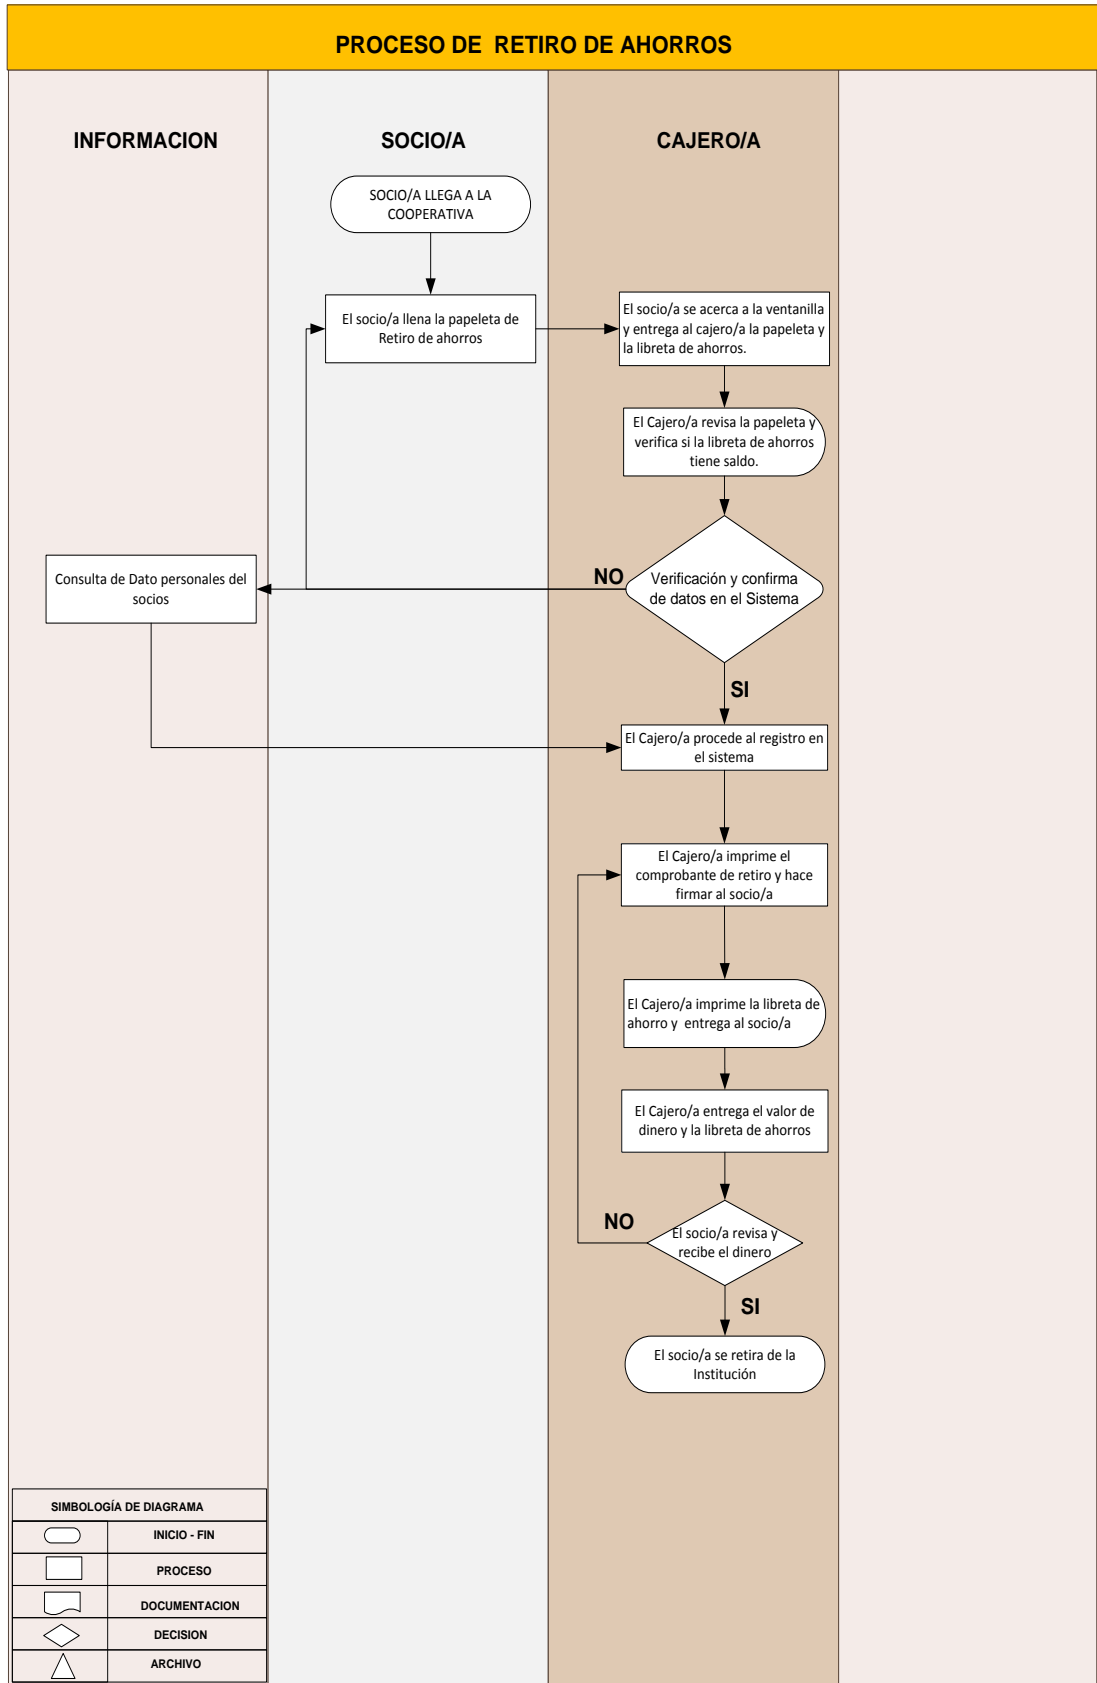 PROCESO DE RETIRO DE AHORROS
INFORMACION
SOCIO/A
CAJERO/A
SOCIO/A LLEGA A LA
COOPERATIVA
El socio/a llena la papeleta de
Retiro de ahorros
El socio/a se acerca a la ventanilla
y entrega al cajero/a la papeleta y
la libreta de ahorros.
El Cajero/a revisa la papeleta y
verifica si la libreta de ahorros
tiene saldo.
Consulta de Dato personales del
socios
NO
Verificación y confirma
de datos en el Sistema
SI
El Cajero/a procede al registro en
el sistema
El Cajero/a imprime el
comprobante de retiro y hace
firmar al socio/a
El Cajero/a imprime la libreta de
ahorro y entrega al socio/a
El Cajero/a entrega el valor de
dinero y la libreta de ahorros
NO
El socio/a revisa y
recibe el dinero
SI
El socio/a se retira de la
Institución
SIMBOLOGÍA DE DIAGRAMA
INICIO - FIN
PROCESO
DOCUMENTACION
DECISION
ARCHIVO